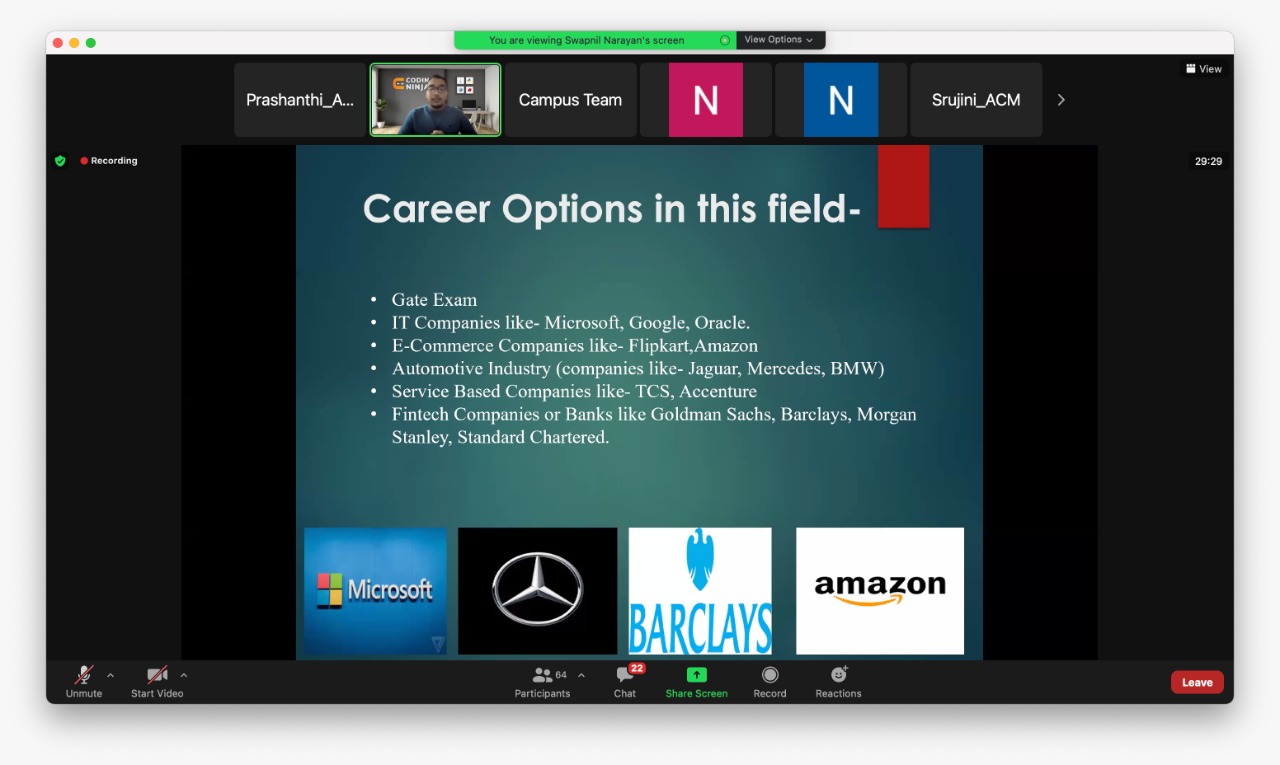 You are viewing Swapnil Narayan's screen
View Options
View
Prashanthi_A...
CODIN
NINJA
Campus Team
N
N
Srujini_ACM
Recording
29:29
Career Options in this field-
• Gate Exam
• IT Companies like- Microsoft, Google, Oracle.
• E-Commerce Companies like- Flipkart,Amazon
• Automotive Industry (companies like- Jaguar, Mercedes, BMW)
• Service Based Companies like- TCS, Accenture
• Fintech Companies or Banks like Goldman Sachs, Barclays, Morgan
Stanley, Standard Chartered.
Microsoft
BARCLAYS
amazon
64
22
Unmute
Start Video
Participants
Chat
Share Screen
Record
Reactions
Leave